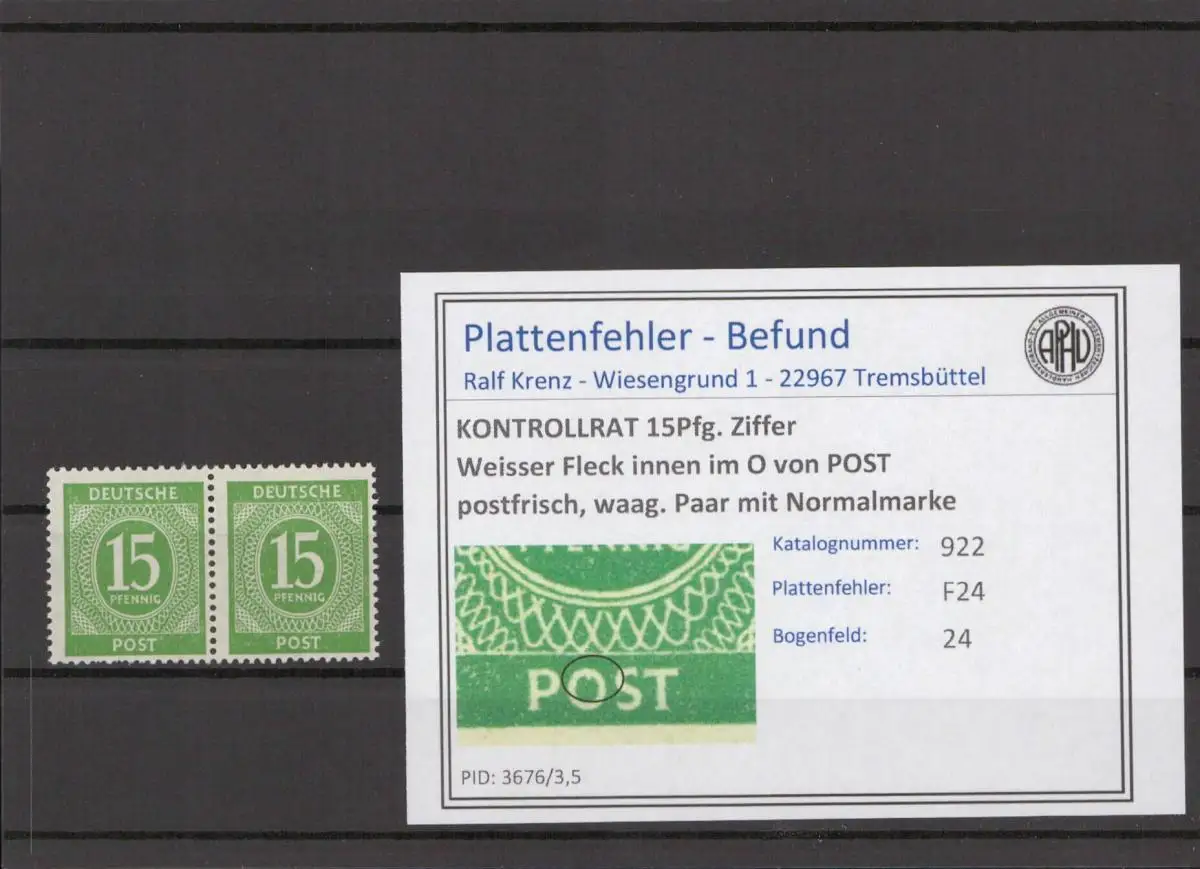 DEUTSCHE
15
PFENNIG
POST
DEUTSCHE
15
PFENNIG
POST
Plattenfehler - Befund
Ralf Krenz - Wiesengrund 1 - 22967 Tremsbüttel
APHV
KONTROLLRAT 15Pfg. Ziffer
Weisser Fleck innen im O von POST
postfrisch, waag. Paar mit Normalmarke
PFENNIG
POST
Katalognummer: 922
Plattenfehler: F24
Bogenfeld: 24
PID: 3676/3,5